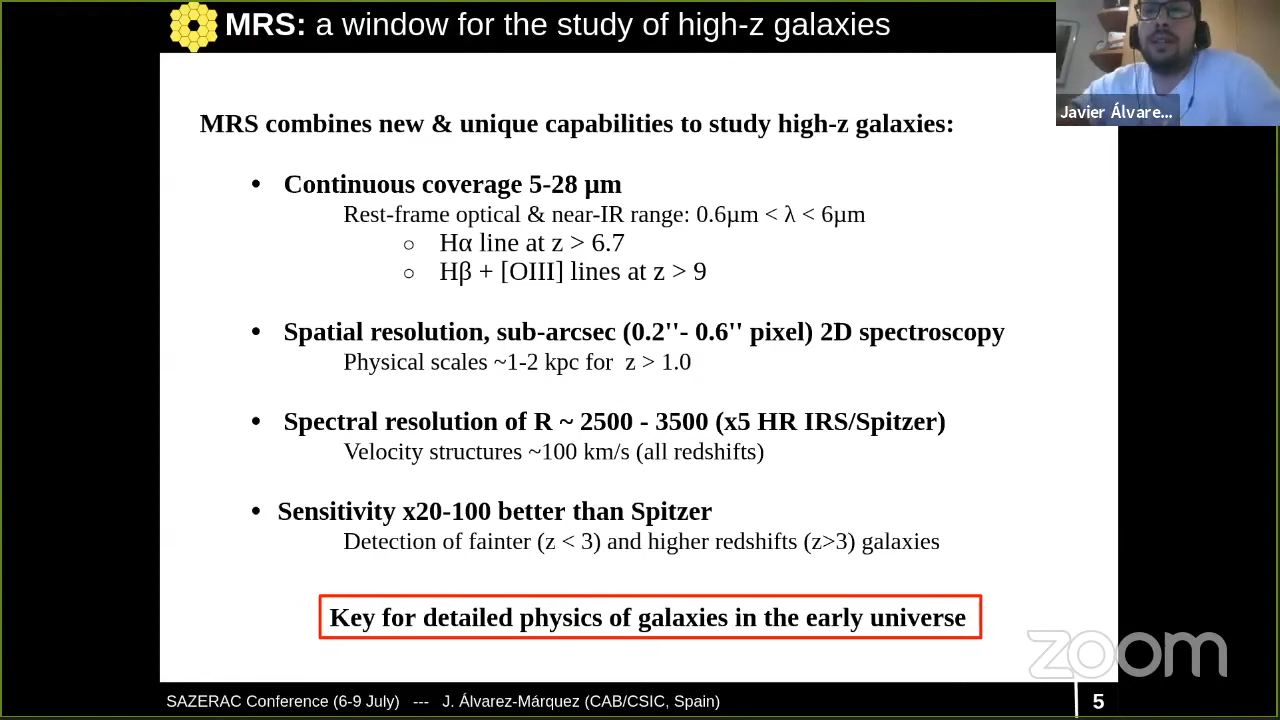 MRS: a window for the study of high-z galaxies
Javier Álvare...
MRS combines new & unique capabilities to study high-z galaxies:
• Continuous coverage 5-28 µm
Rest-frame optical & near-IR range: 0.6µm < λ < 6µm
○ Hα line at z > 6.7
○ Hβ + [OIII] lines at z > 9
• Spatial resolution, sub-arcsec (0.2''- 0.6'' pixel) 2D spectroscopy
Physical scales ~1-2 kpc for z > 1.0
• Spectral resolution of R ~ 2500 - 3500 (x5 HR IRS/Spitzer)
Velocity structures ~100 km/s (all redshifts)
• Sensitivity x20-100 better than Spitzer
Detection of fainter (z < 3) and higher redshifts (z>3) galaxies
Key for detailed physics of galaxies in the early universe
zoom
SAZERAC Conference (6-9 July) --- J. Álvarez-Márquez (CAB/CSIC, Spain)
5